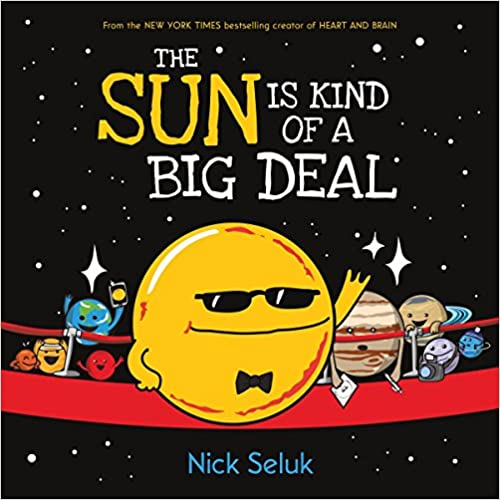 From the NEW YORK TIMES bestselling creator of HEART AND BRAIN
THE
SUN IS KIND
OF A
BIG DEAL
Nick Seluk